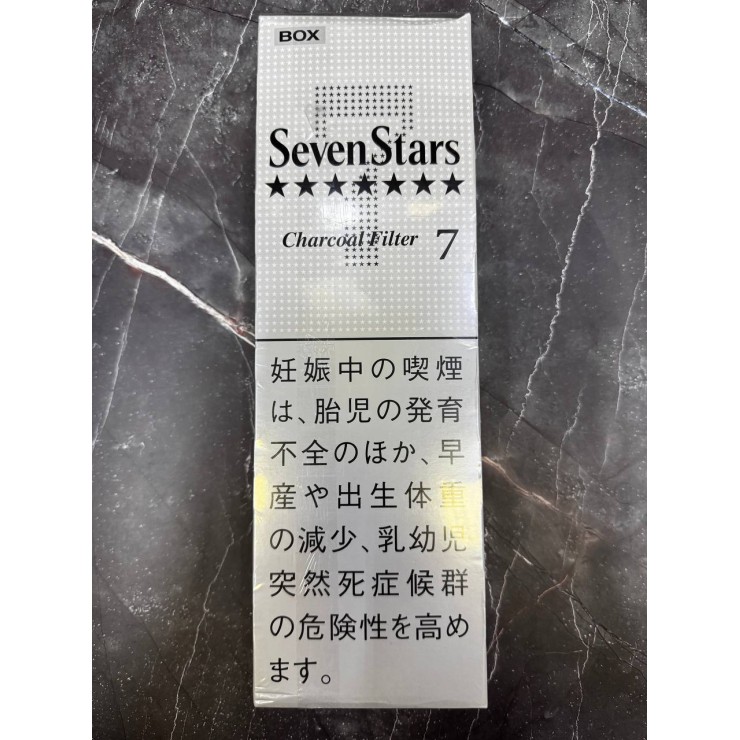 BOX
SevenStars
★★★★★★★
Charcoal Filter 7
妊娠中の喫煙
は、胎児の発育
不全のほか、早
産や出生体重
の減少、乳幼児
突然死症候群
の危険性を高め
ます。